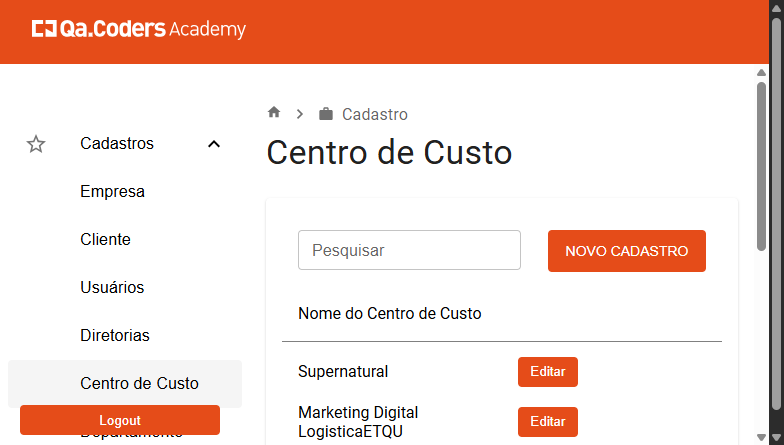 Qa.Coders Academy
Cadastro
Centro de Custo
Cadastros
Empresa
Cliente
Usuários
Diretorias
Centro de Custo
Logout
Departamento
Pesquisar
NOVO CADASTRO
Nome do Centro de Custo
Supernatural
Editar
Marketing Digital
LogisticaETQU
Editar